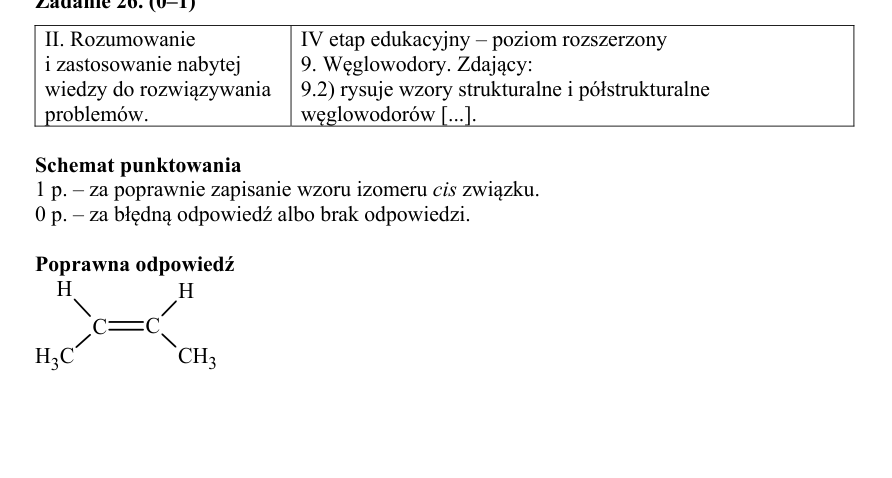 Zadanie 26. (0–1)
II. Rozumowanie
i zastosowanie nabytej
wiedzy do rozwiązywania
problemów.
IV etap edukacyjny – poziom rozszerzony
9. Węglowodory. Zdający:
9.2) rysuje wzory strukturalne i półstrukturalne
węglowodorów [...].
Schemat punktowania
1 p. – za poprawnie zapisanie wzoru izomeru cis związku.
0 p. – za błędną odpowiedź albo brak odpowiedzi.
Poprawna odpowiedź
H H
C C
H3C CH3